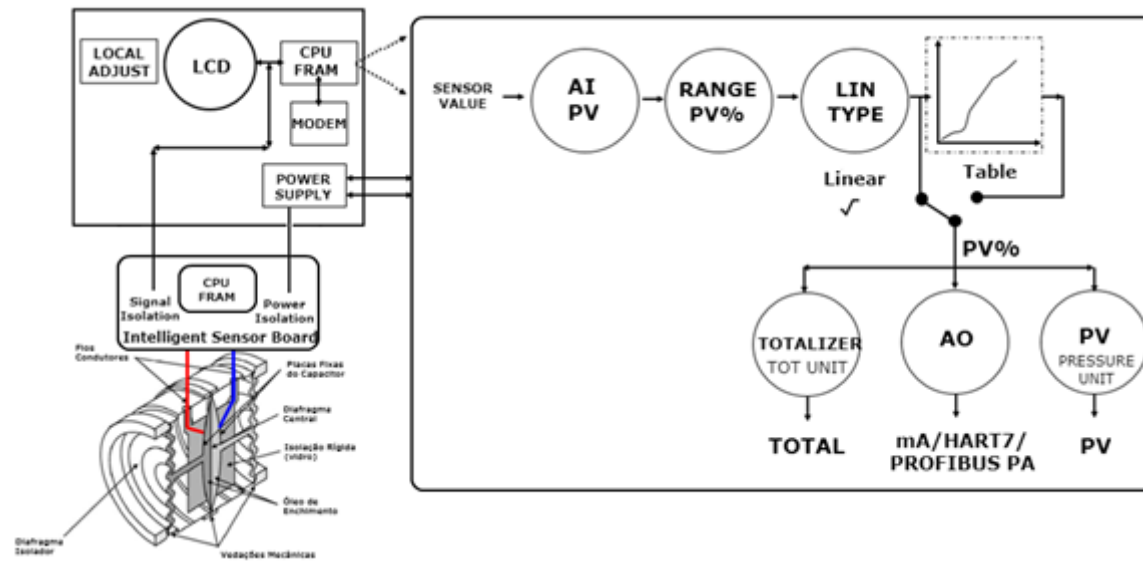 LOCAL
ADJUST
LCD
CPU
FRAM
MODEM
POWER
SUPPLY
SENSOR
VALUE
AI
PV
RANGE
PV%
LIN
TYPE
Linear
√
Table
PV%
TOTALIZER
TOT UNIT
AO
PV
PRESSURE
UNIT
TOTAL
mA/HART7/
PROFIBUS PA
PV
CPU
FRAM
Signal
Isolation
Power
Isolation
Intelligent Sensor Board
Fios
Condutores
Placas Fixas
do Capacitor
Diafragma
Central
Isolação Rígida
(vidro)
Óleo de
Enchimento
Diafragma
Isolador
Vedações Mecânicas